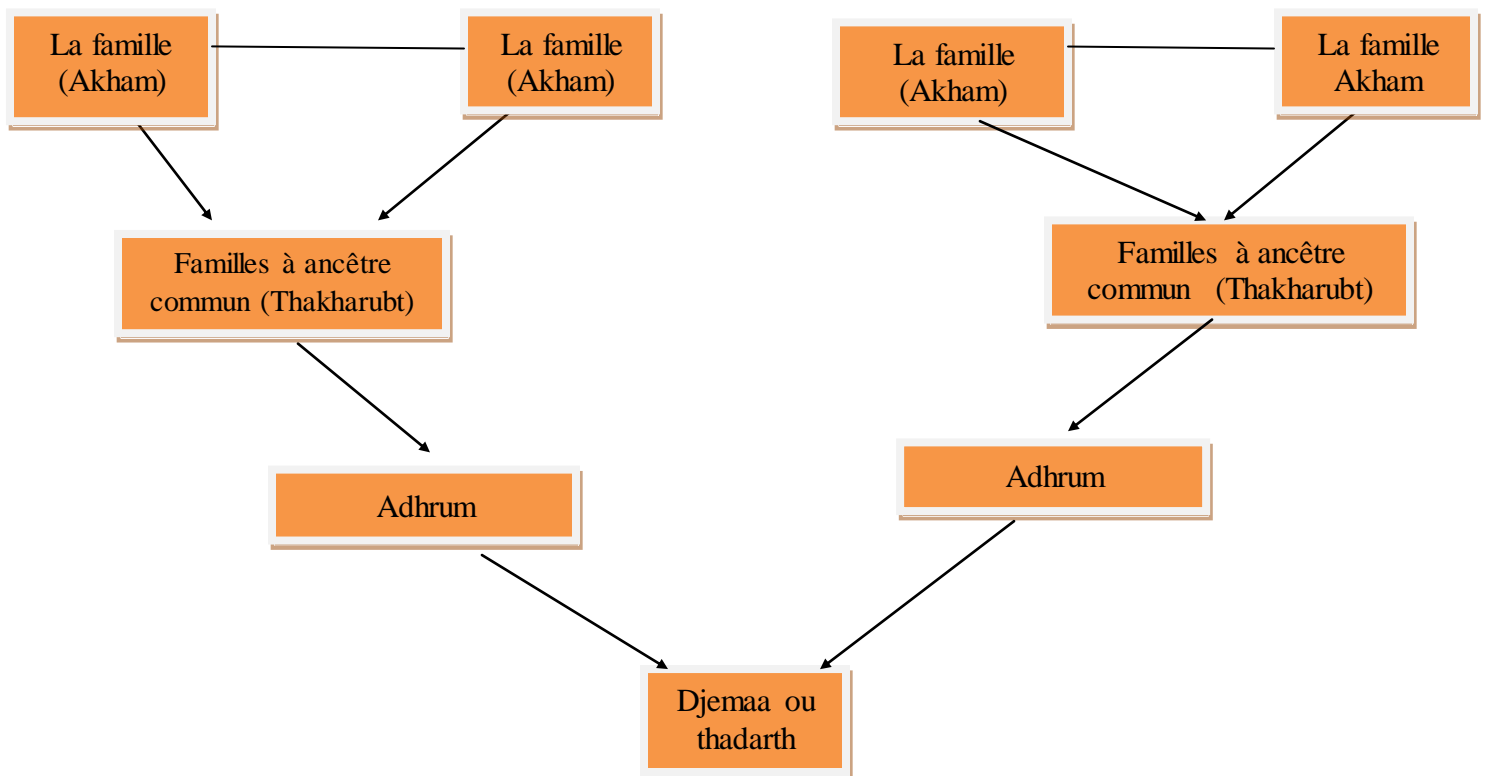 La famille
(Akham)
La famille
(Akham)
La famille
(Akham)
La famille
Akham
Familles à ancêtre
commun (Thakharubt)
Familles à ancêtre
commun (Thakharubt)
Adhrum
Adhrum
Djemaa ou
thadarth